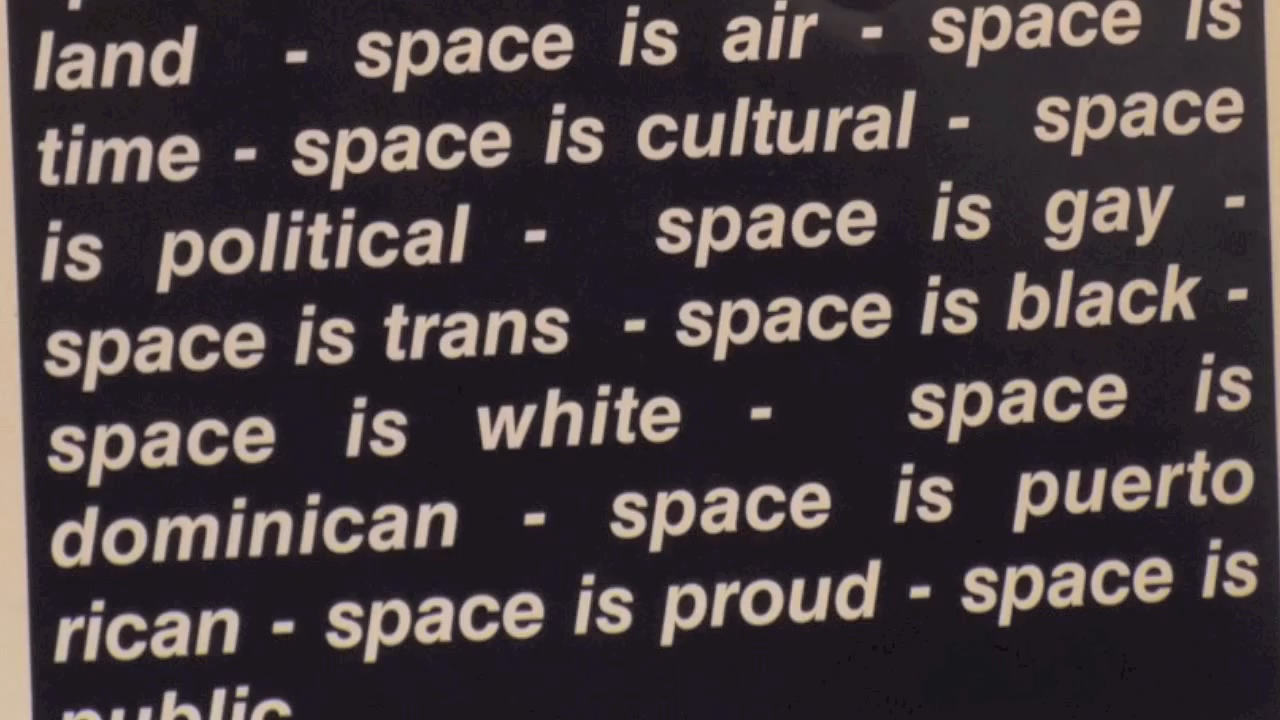 land - space is air - space is
time - space is cultural - space
is political - space is gay -
space is trans - space is black -
space is white - space is
dominican - space is puerto
rican - space is proud - space is
public